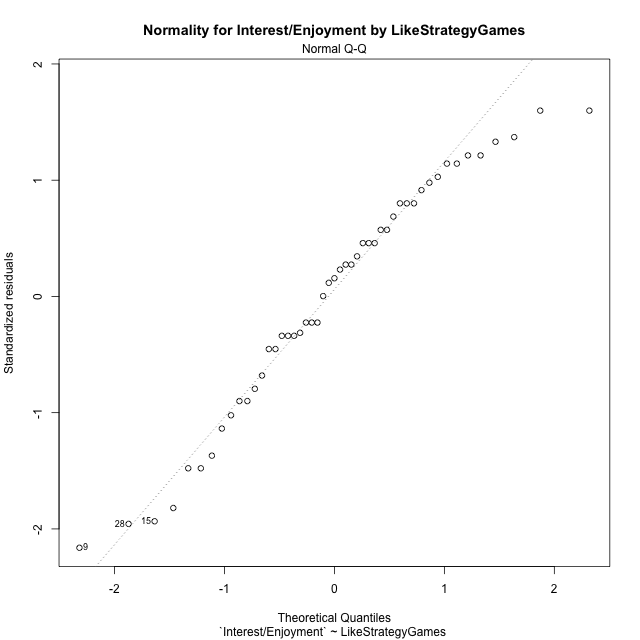 Normality for Interest/Enjoyment by LikeStrategyGames
Normal Q-Q
2
1
0
-1
-2
Standardized residuals
28
15
9
-2 -1 0 1 2
Theoretical Quantiles
`Interest/Enjoyment` ~ LikeStrategyGames